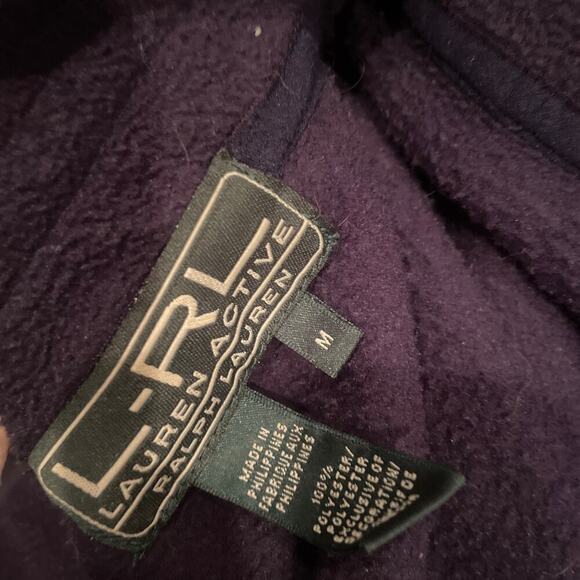 L-RL
LAUREN ACTIVE
RALPH LAUREN
M
MADE IN
PHILIPPINES
FABRIQUE AUX
PHILIPPINES
100%
POLYESTER/
POLYESTER
EXCLUSIVE OF
DECORATION/